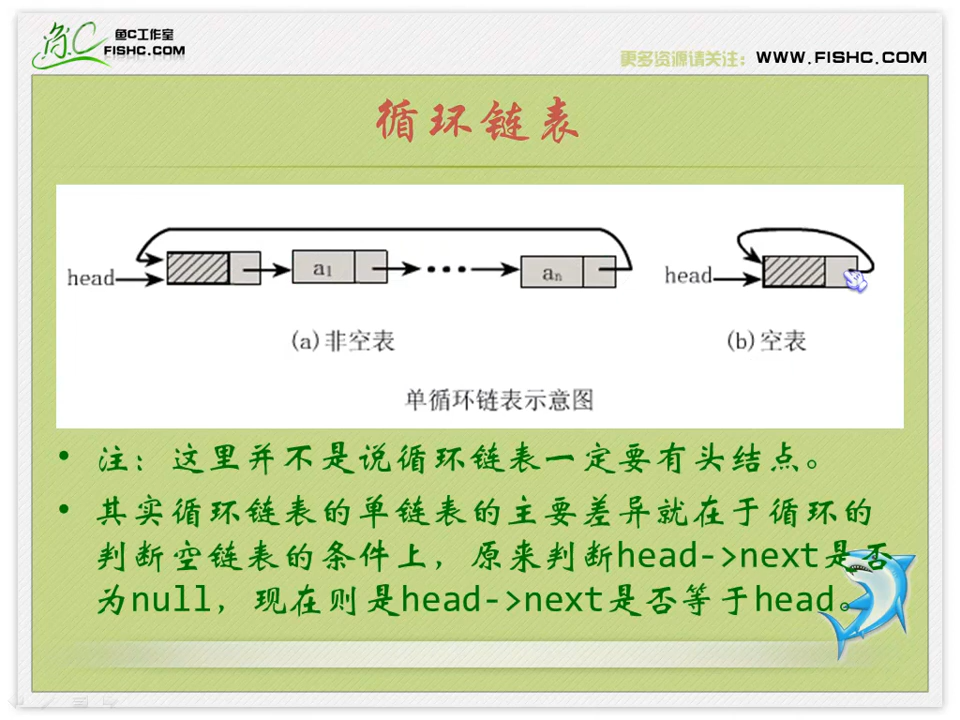 鱼C
鱼C工作室
FISHC.COM
更多资源请关注：WWW.FISHC.COM
循环链表
head a1 an head
(a)非空表 (b)空表
单循环链表示意图
• 注：这里并不是说循环链表一定要有头结点。
• 其实循环链表的单链表的主要差异就在于循环的
判断空链表的条件上，原来判断head->next是否
为null，现在则是head->next是否等于head。